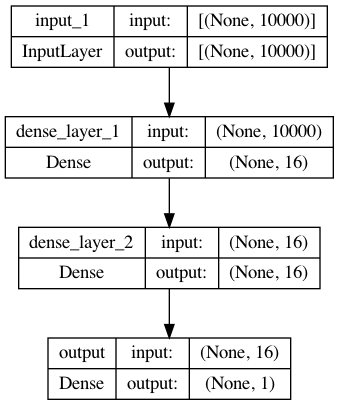 input_1 input: [(None, 10000)]
InputLayer output: [(None, 10000)]
dense_layer_1 input: (None, 10000)
Dense output: (None, 16)
dense_layer_2 input: (None, 16)
Dense output: (None, 16)
output input: (None, 16)
Dense output: (None, 1)